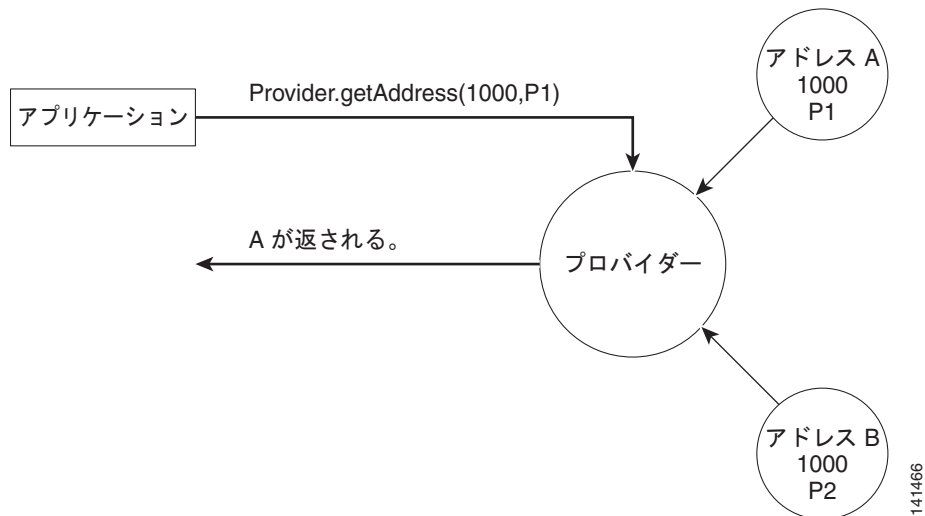 アドレス A
1000
P1
Provider.getAddress(1000,P1)
アプリケーション
A が返される。
プロバイダー
アドレス B
1000
P2
141466